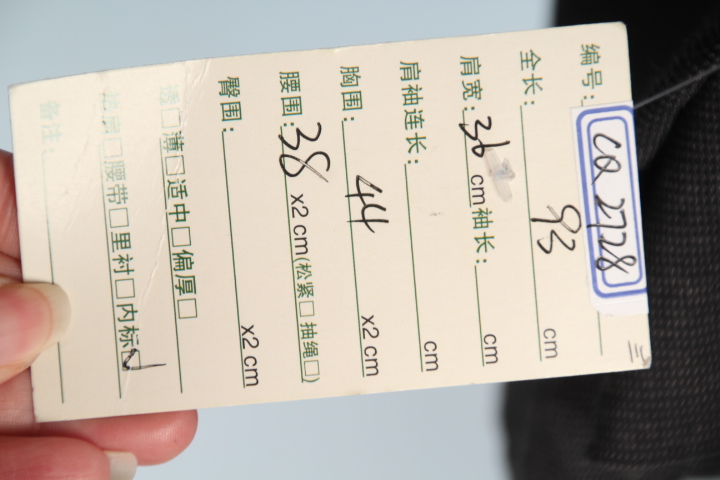 编号: CQ 2728
三
全长: 93 cm
肩宽: 36 cm 袖长: cm
肩袖连长: cm
胸围: 44 x2 cm
腰围: 38 x2 cm(松紧□ 抽绳□)
臀围: x2 cm
透□ 薄□ 适中□ 偏厚□
□ 腰带□ 里衬□ 内标☑
备注: